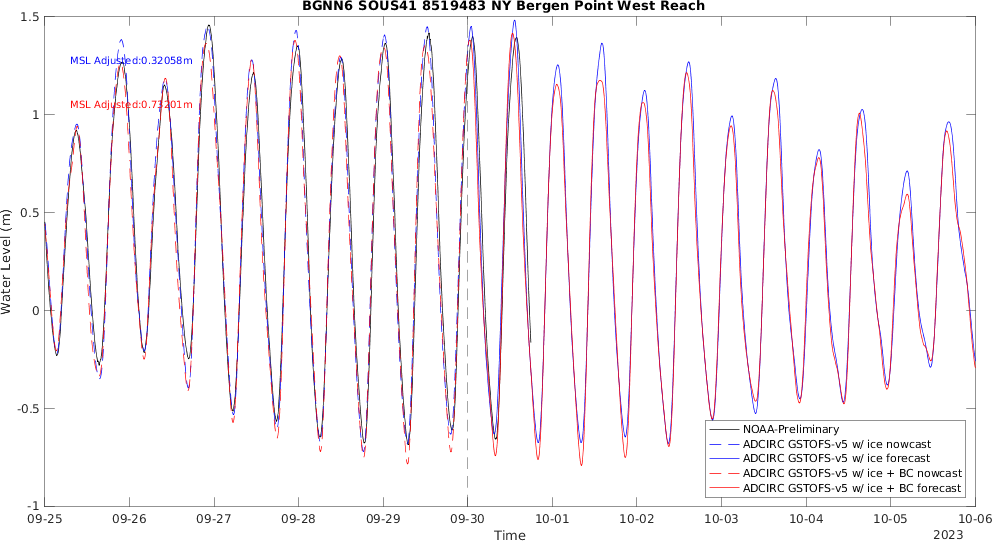 BGNN6 SOUS41 8519483 NY Bergen Point West Reach
1.5
MSL Adjusted:0.32058m
MSL Adjusted:0.73201m
1
0.5
0
-0.5
-1
Water Level (m)
NOAA-Preliminary
ADCIRC GSTOFS-v5 w/ ice nowcast
ADCIRC GSTOFS-v5 w/ ice forecast
ADCIRC GSTOFS-v5 w/ ice + BC nowcast
ADCIRC GSTOFS-v5 w/ ice + BC forecast
09-25 09-26 09-27 09-28 09-29 09-30 10-01 10-02 10-03 10-04 10-05 10-06
Time
2023